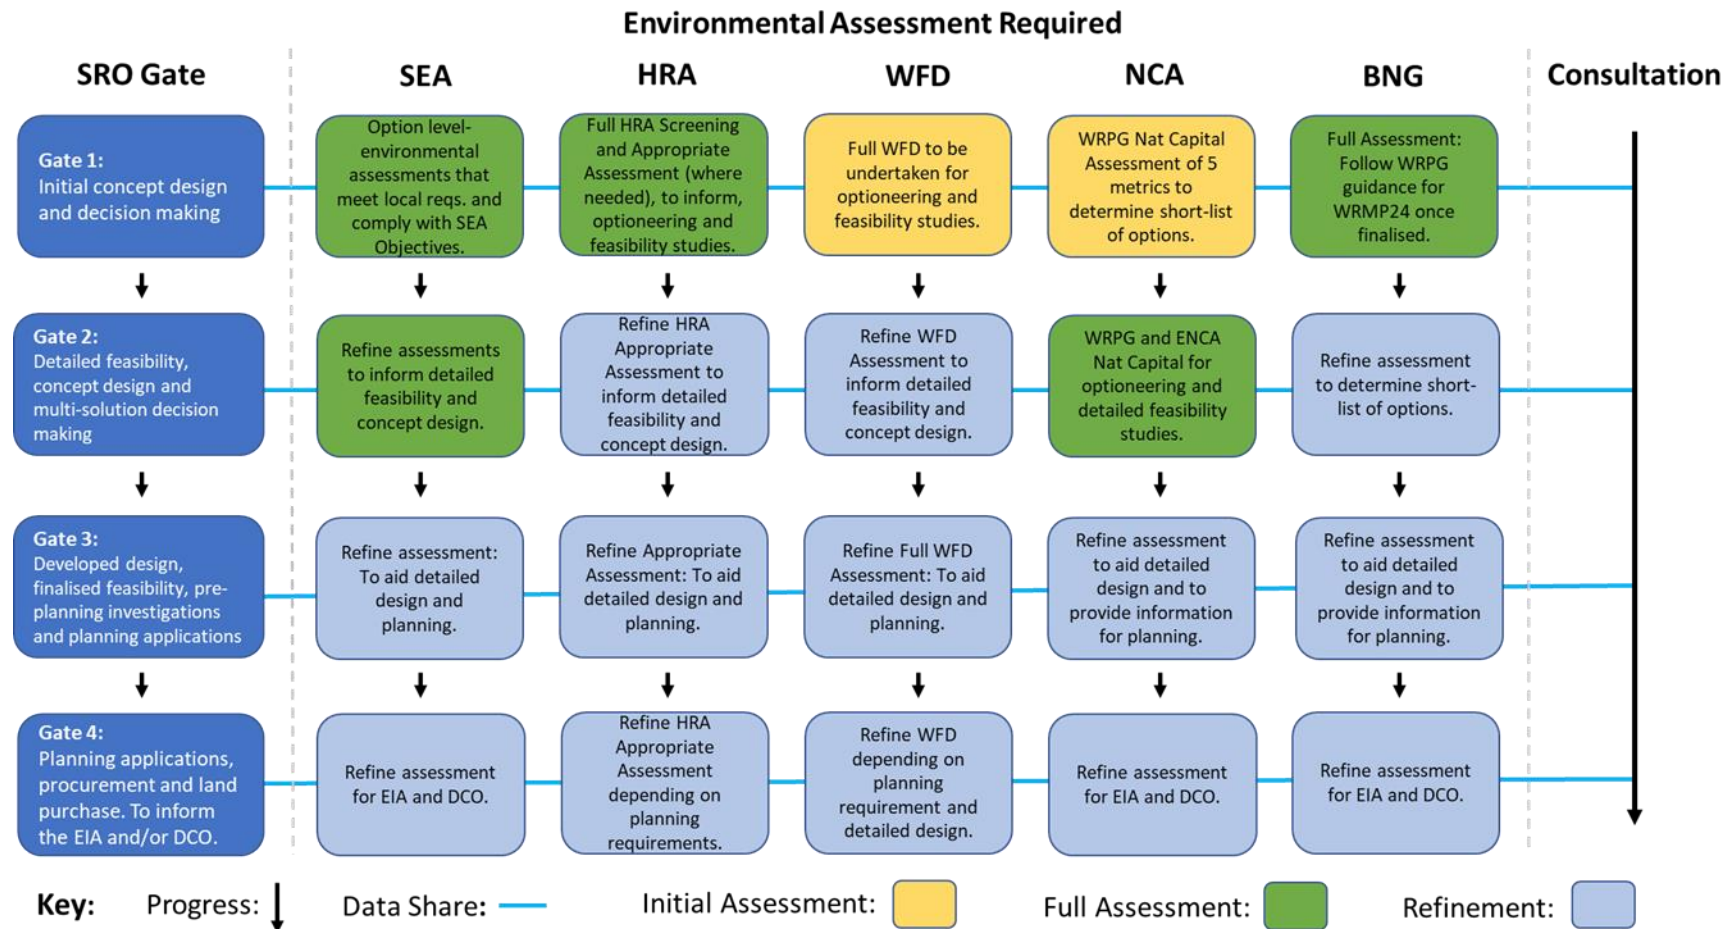 Environmental Assessment Required
SRO Gate
SEA
HRA
WFD
NCA
BNG
Consultation
Gate 1:
Initial concept design
and decision making
Option level-
environmental
assessments that
meet local reqs. and
comply with SEA
Objectives.
Full HRA Screening
and Appropriate
Assessment (where
needed), to inform,
optioneering and
feasibility studies.
Full WFD to be
undertaken for
optioneering and
feasibility studies.
WRPG Nat Capital
Assessment of 5
metrics to
determine short-list
of options.
Full Assessment:
Follow WRPG
guidance for
WRMP24 once
finalised.
Gate 2:
Detailed feasibility,
concept design and
multi-solution decision
making
Refine assessments
to inform detailed
feasibility and
concept design.
Refine HRA
Appropriate
Assessment to
inform detailed
feasibility and
concept design.
Refine WFD
Assessment to
inform detailed
feasibility and
concept design.
WRPG and ENCA
Nat Capital for
optioneering and
detailed feasibility
studies.
Refine assessment
to determine short-
list of options.
Gate 3:
Developed design,
finalised feasibility, pre-
planning investigations
and planning applications
Refine assessment:
To aid detailed
design and
planning.
Refine Appropriate
Assessment: To aid
detailed design and
planning.
Refine Full WFD
Assessment: To aid
detailed design and
planning.
Refine assessment
to aid detailed
design and to
provide information
for planning.
Refine assessment
to aid detailed
design and to
provide information
for planning.
Gate 4:
Planning applications,
procurement and land
purchase. To inform
the EIA and/or DCO.
Refine assessment
for EIA and DCO.
Refine HRA
Appropriate
Assessment
depending on
planning
requirements.
Refine WFD
depending on
planning
requirement and
detailed design.
Refine assessment
for EIA and DCO.
Refine assessment
for EIA and DCO.
Key:
Progress:
Data Share:
Initial Assessment:
Full Assessment:
Refinement: